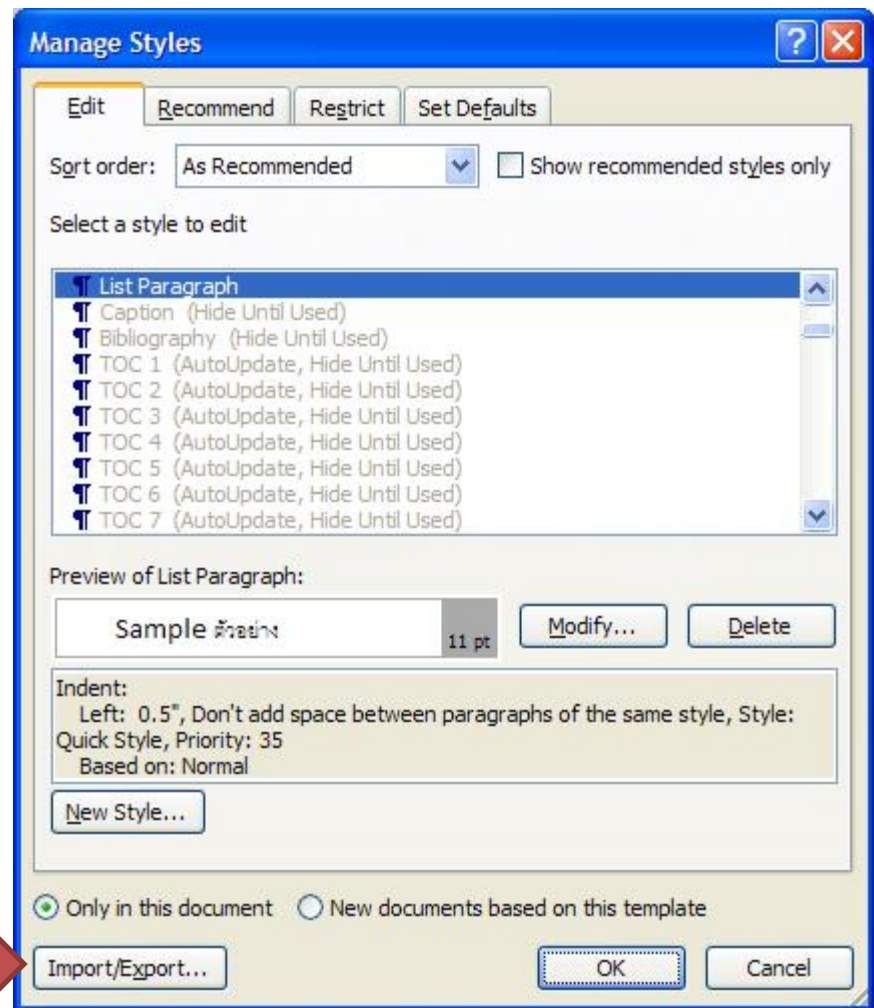 Manage Styles
Edit Recommend Restrict Set Defaults
Sort order: As Recommended Show recommended styles only
Select a style to edit
¶ List Paragraph
¶ Caption (Hide Until Used)
¶ Bibliography (Hide Until Used)
¶ TOC 1 (AutoUpdate, Hide Until Used)
¶ TOC 2 (AutoUpdate, Hide Until Used)
¶ TOC 3 (AutoUpdate, Hide Until Used)
¶ TOC 4 (AutoUpdate, Hide Until Used)
¶ TOC 5 (AutoUpdate, Hide Until Used)
¶ TOC 6 (AutoUpdate, Hide Until Used)
¶ TOC 7 (AutoUpdate, Hide Until Used)
Preview of List Paragraph:
Sample ตัวอย่าง 11 pt Modify... Delete
Indent:
Left: 0.5", Don't add space between paragraphs of the same style, Style:
Quick Style, Priority: 35
Based on: Normal
New Style...
Only in this document New documents based on this template
Import/Export... OK Cancel